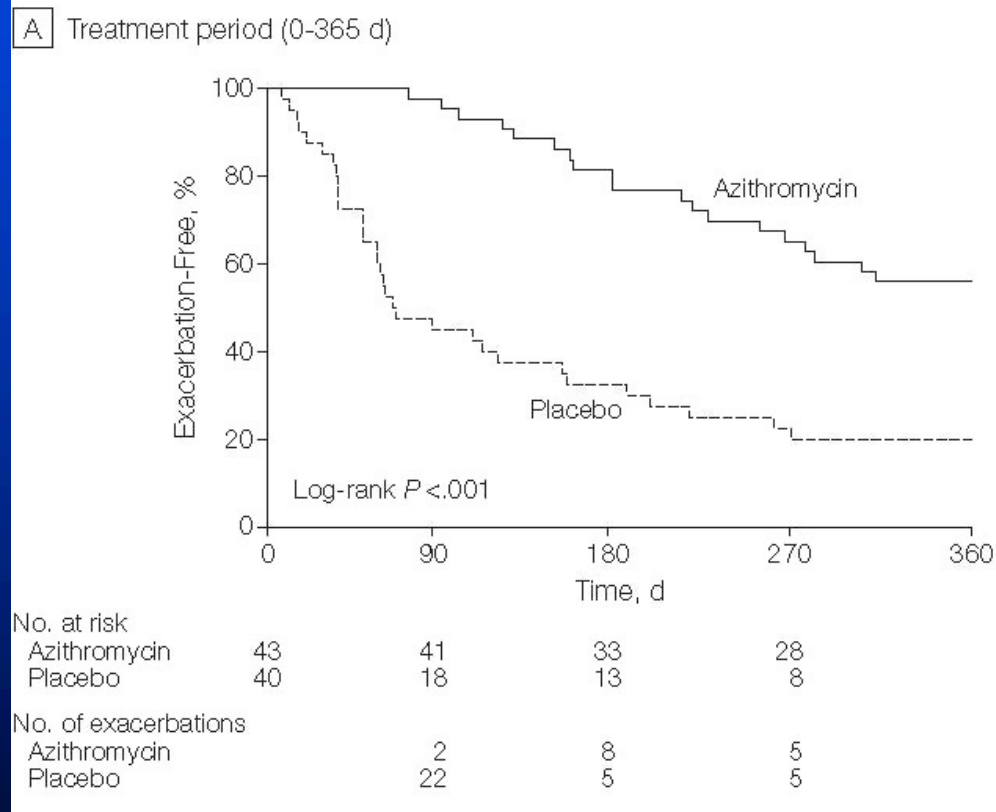 A Treatment period (0-365 d)
100
80
60
40
20
0
Exacerbation-Free, %
Azithromycin
Placebo
Log-rank P <.001
0 90 180 270 360
Time, d
No. at risk
Azithromycin 43 41 33 28
Placebo 40 18 13 8
No. of exacerbations
Azithromycin 2 8 5
Placebo 22 5 5